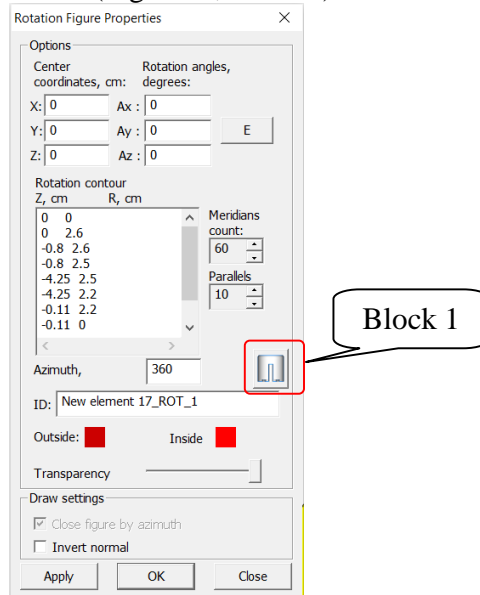 Rotation Figure Properties
Options
Center coordinates, cm:
Rotation angles, degrees:
X: 0 Ax : 0
Y: 0 Ay : 0 E
Z: 0 Az : 0
Rotation contour
Z, cm R, cm
0 0
0 2.6
-0.8 2.6
-0.8 2.5
-4.25 2.5
-4.25 2.2
-0.11 2.2
-0.11 0
Meridians count:
60
Parallels
10
Block 1
Azimuth, 360
ID: New element 17_ROT_1
Outside: Inside
Transparency
Draw settings
Close figure by azimuth
Invert normal
Apply OK Close